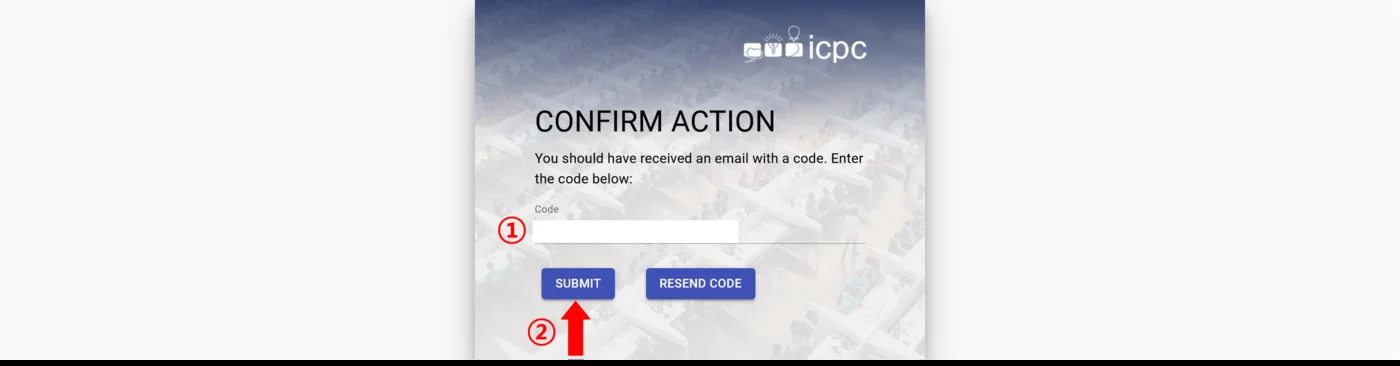 icpc
CONFIRM ACTION
You should have received an email with a code. Enter
the code below:
Code
①
SUBMIT RESEND CODE
②